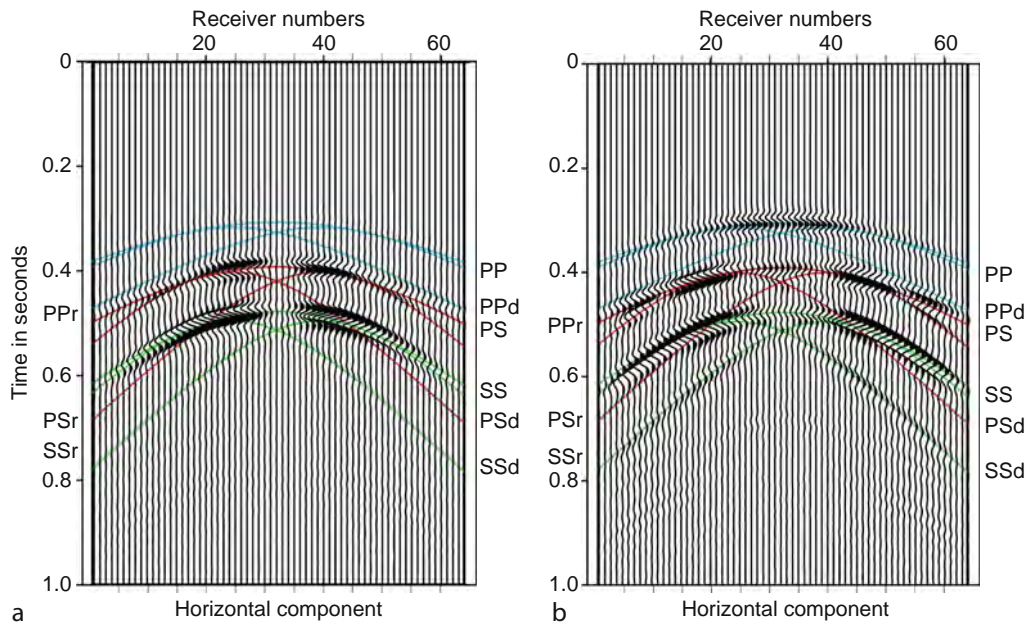 Receiver numbers
20 40 60
0
0.2
0.4
0.6
0.8
1.0
Time in seconds
PPr
PSr
SSr
PP
PPd
PS
SS
PSd
SSd
a
Horizontal component
Receiver numbers
20 40 60
0
0.2
0.4
0.6
0.8
1.0
PPr
PSr
SSr
PP
PPd
PS
SS
PSd
SSd
b
Horizontal component